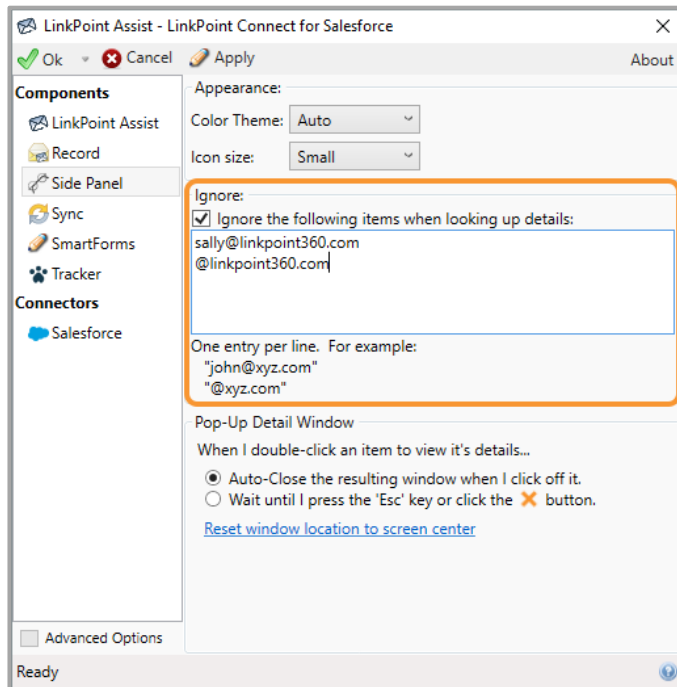 LinkPoint Assist - LinkPoint Connect for Salesforce
Ok Cancel Apply About
Components
LinkPoint Assist
Record
Side Panel
Sync
SmartForms
Tracker
Connectors
Salesforce
Advanced Options
Appearance:
Color Theme: Auto
Icon size: Small
Ignore:
Ignore the following items when looking up details:
sally@linkpoint360.com
@linkpoint360.com
One entry per line. For example:
"john@xyz.com"
"@xyz.com"
Pop-Up Detail Window
When I double-click an item to view it's details...
Auto-Close the resulting window when I click off it.
Wait until I press the 'Esc' key or click the button.
Reset window location to screen center
Ready